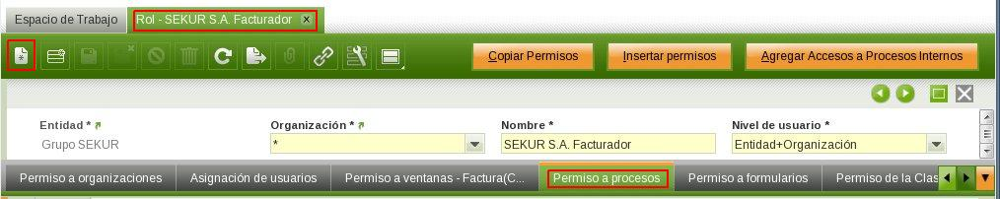 Espacio de Trabajo Rol - SEKUR S.A. Facturador
Copiar Permisos Insertar permisos Agregar Accesos a Procesos Internos
Entidad * Organización * Nombre * Nivel de usuario *
Grupo SEKUR * SEKUR S.A. Facturador Entidad+Organización
Permiso a organizaciones Asignación de usuarios Permiso a ventanas - Factura(C... Permiso a procesos Permiso a formularios Permiso de la Clas